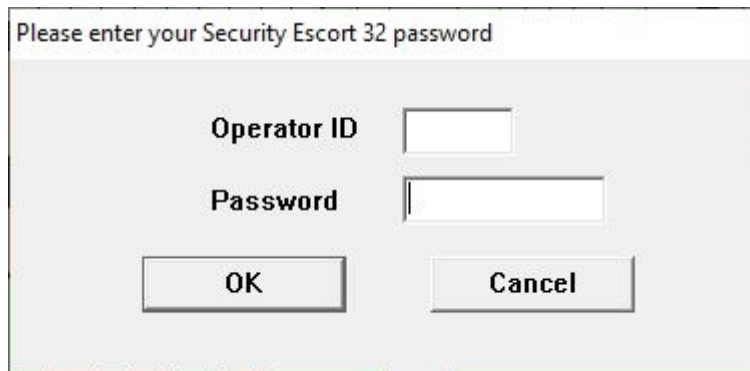 Please enter your Security Escort 32 password
Operator ID
Password
OK
Cancel